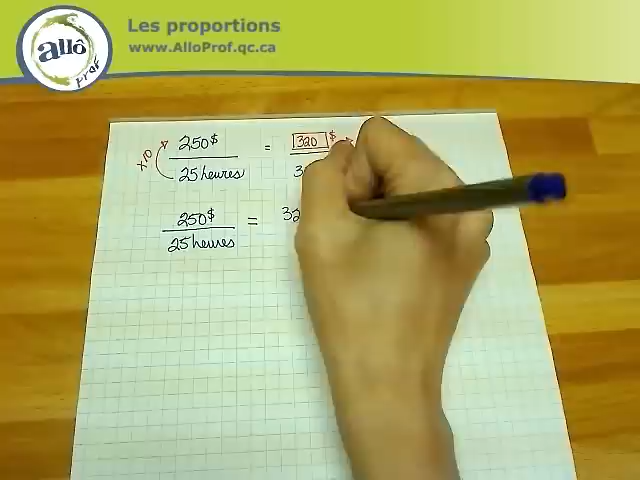 allô
prof
Les proportions
www.AlloProf.qc.ca
250$ = 320 $
x10
25 heures
250$ =
25 heures